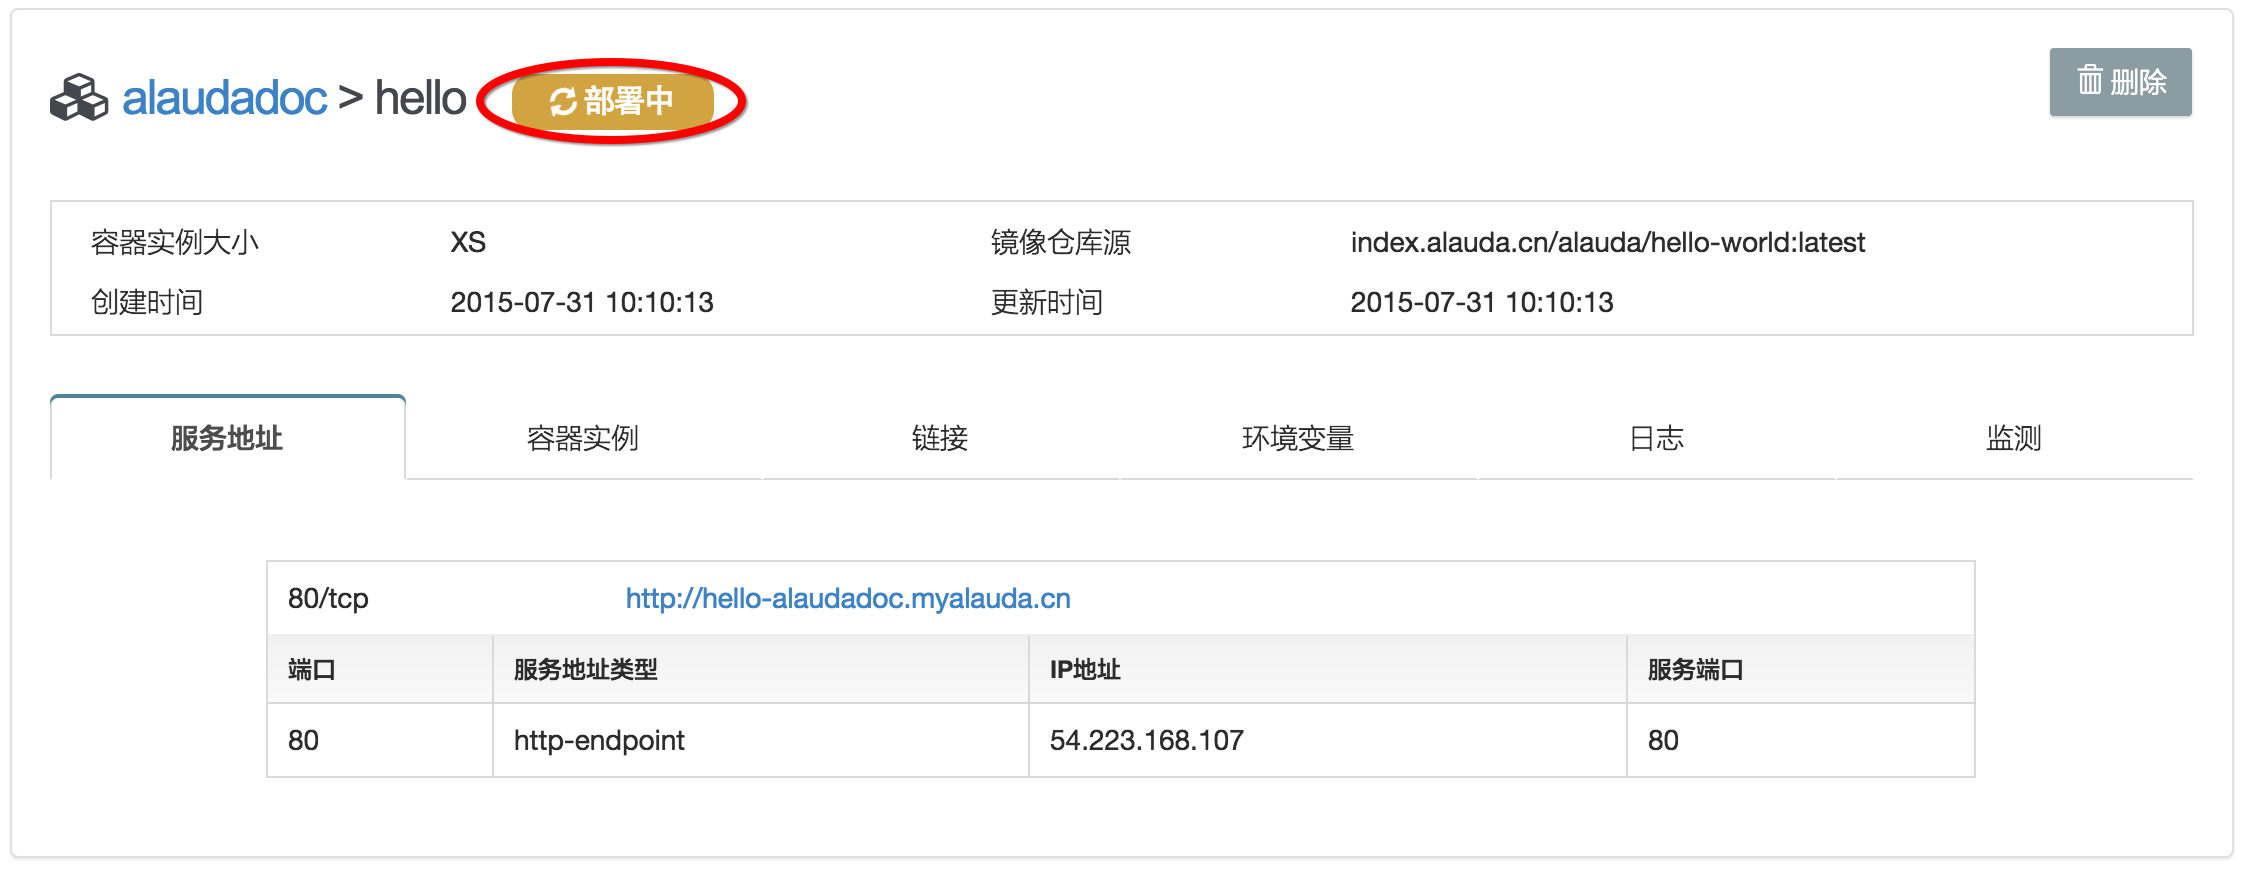 alaudadoc > hello 部署中 删除
容器实例大小 XS 镜像仓库源 index.alauda.cn/alauda/hello-world:latest
创建时间 2015-07-31 10:10:13 更新时间 2015-07-31 10:10:13
服务地址 容器实例 链接 环境变量 日志 监测
80/tcp http://hello-alaudadoc.myalauda.cn
端口 服务地址类型 IP地址 服务端口
80 http-endpoint 54.223.168.107 80